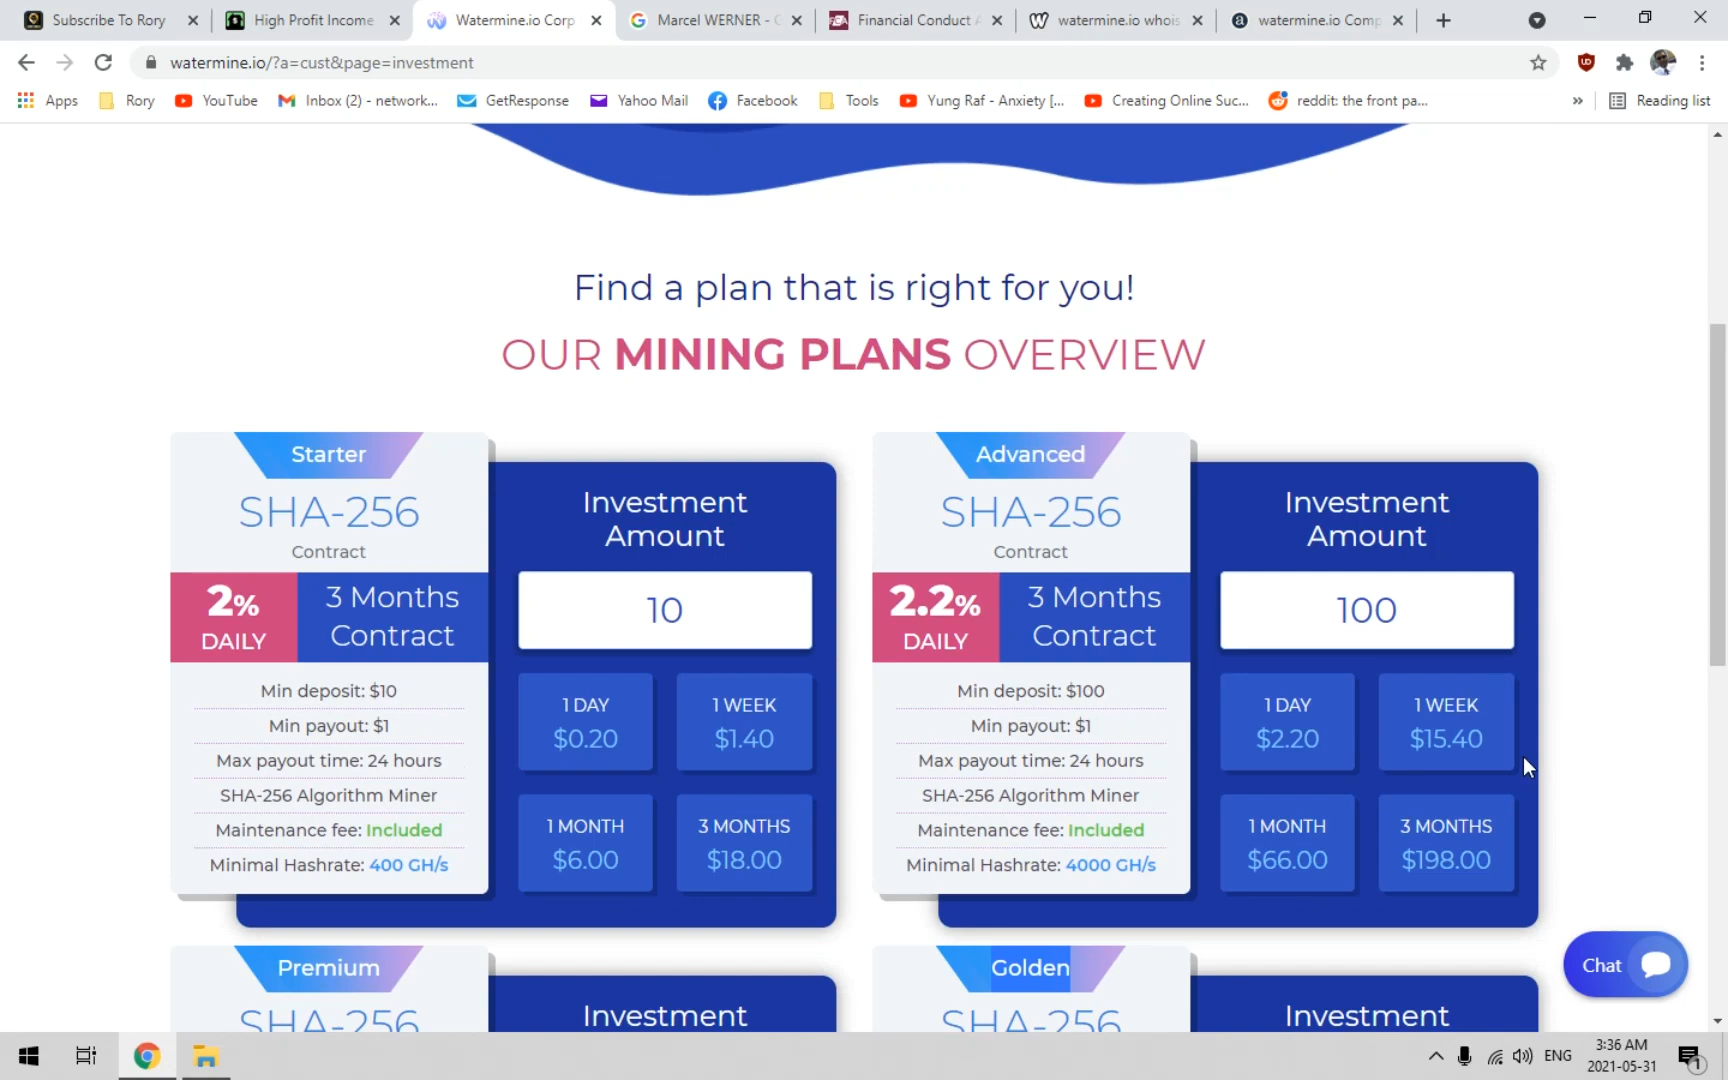 Subscribe To Rory
High Profit Income
Watermine.io Corp
Marcel WERNER -
Financial Conduct
watermine.io whois
watermine.io Comp
watermine.io/?a=cust&page=investment
Apps
Rory
YouTube
Inbox (2) - network...
GetResponse
Yahoo Mail
Facebook
Tools
Yung Raf - Anxiety [...
Creating Online Suc...
reddit: the front pa...
»
Reading list
Find a plan that is right for you!
OUR MINING PLANS OVERVIEW
Starter
SHA-256
Contract
2%
DAILY
3 Months
Contract
Min deposit: $10
Min payout: $1
Max payout time: 24 hours
SHA-256 Algorithm Miner
Maintenance fee: Included
Minimal Hashrate: 400 GH/s
Investment
Amount
10
1 DAY
$0.20
1 WEEK
$1.40
1 MONTH
$6.00
3 MONTHS
$18.00
Advanced
SHA-256
Contract
2.2%
DAILY
3 Months
Contract
Min deposit: $100
Min payout: $1
Max payout time: 24 hours
SHA-256 Algorithm Miner
Maintenance fee: Included
Minimal Hashrate: 4000 GH/s
Investment
Amount
100
1 DAY
$2.20
1 WEEK
$15.40
1 MONTH
$66.00
3 MONTHS
$198.00
Premium
SHA-256
Investment
Golden
SHA-256
Investment
Chat
ENG
3:36 AM
2021-05-31
1